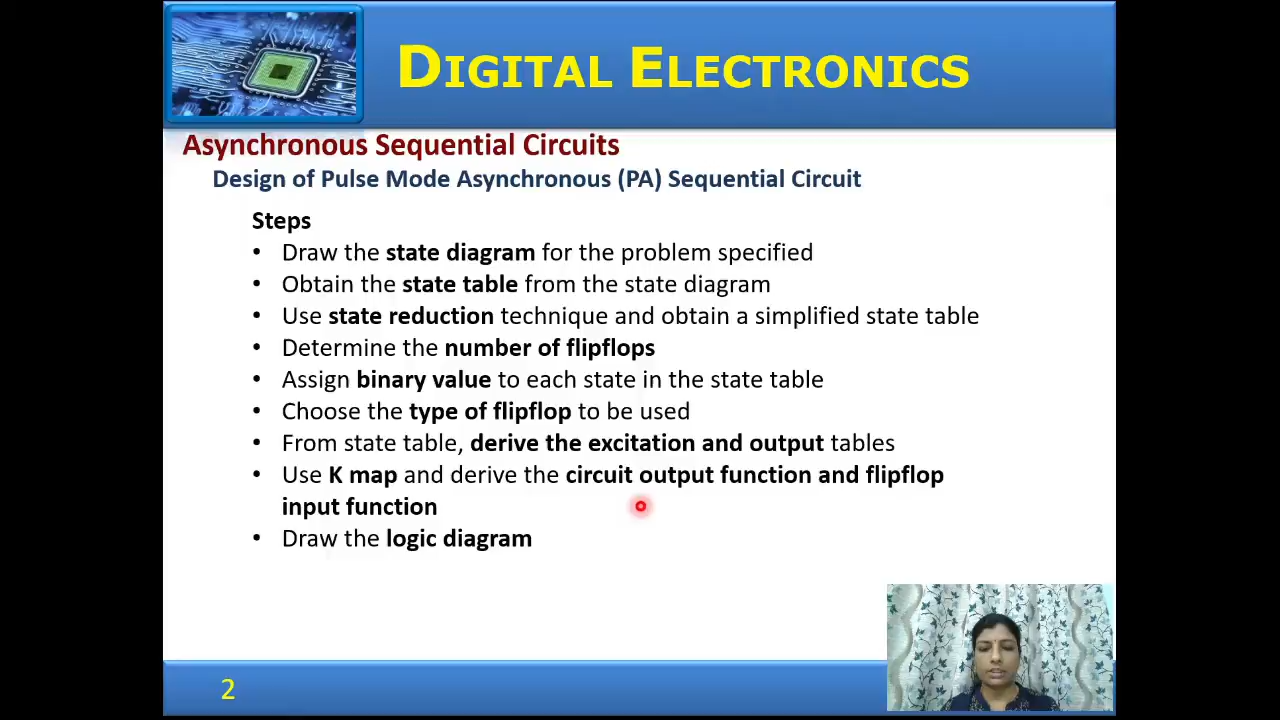 DIGITAL ELECTRONICS
Asynchronous Sequential Circuits
Design of Pulse Mode Asynchronous (PA) Sequential Circuit
Steps
• Draw the state diagram for the problem specified
• Obtain the state table from the state diagram
• Use state reduction technique and obtain a simplified state table
• Determine the number of flipflops
• Assign binary value to each state in the state table
• Choose the type of flipflop to be used
• From state table, derive the excitation and output tables
• Use K map and derive the circuit output function and flipflop
input function
• Draw the logic diagram
2